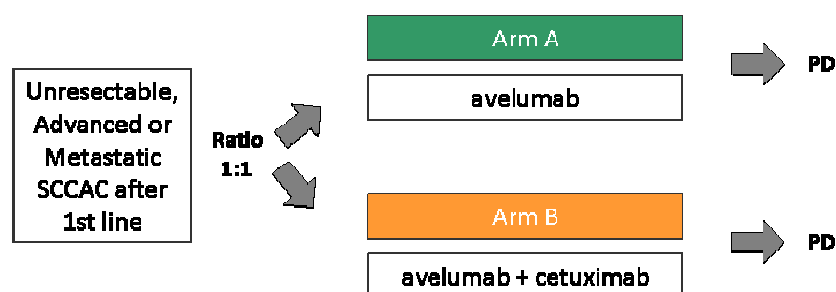 Unresectable,
Advanced or
Metastatic
SCCAC after
1st line
Ratio
1:1
Arm A
avelumab
PD
Arm B
avelumab + cetuximab
PD